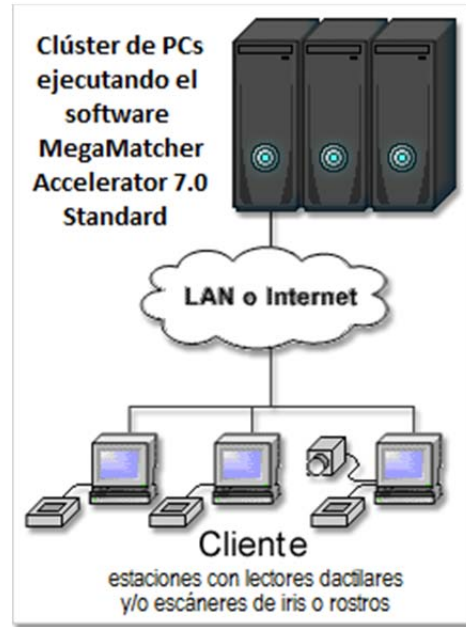 Clúster de PCs
ejecutando el
software
MegaMatcher
Accelerator 7.0
Standard
LAN o Internet
Cliente
estaciones con lectores dactilares
y/o escáneres de iris o rostros